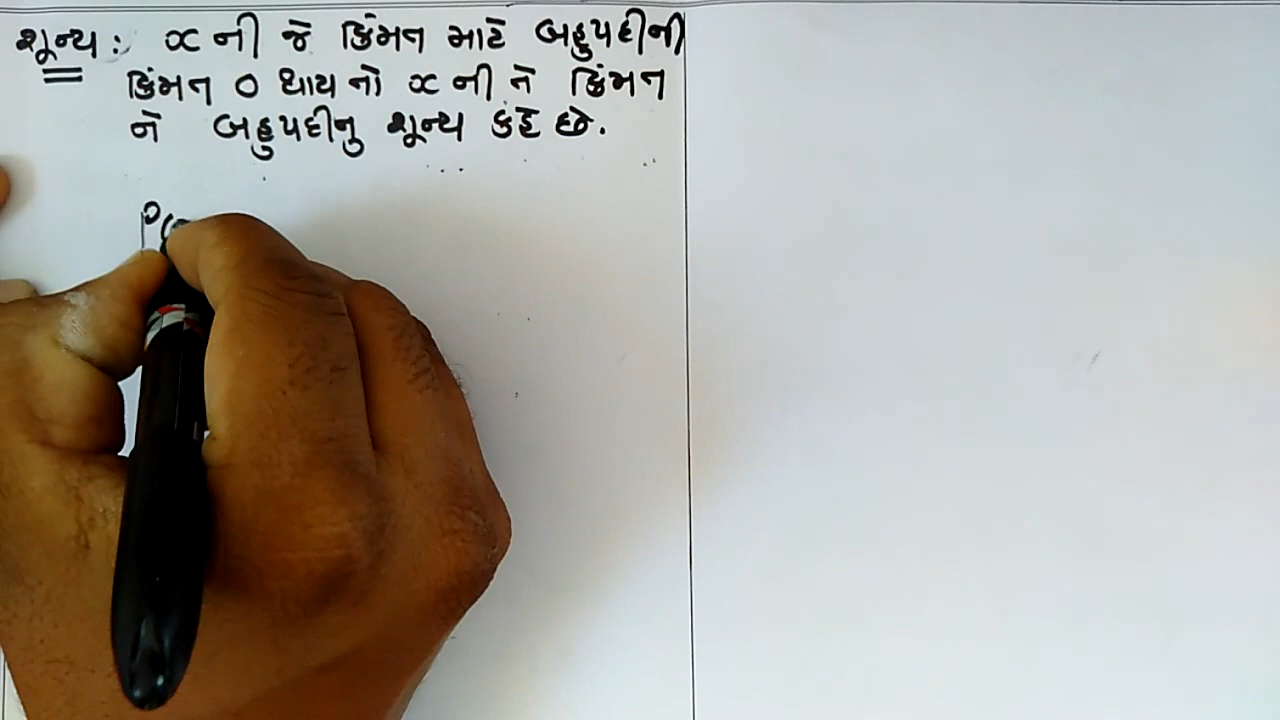 શૂન્ય : x ની જે કિંમત માટે બહુપદીની
કિંમત 0 થાય તો x ની તે કિંમત
ને બહુપદીનુ શૂન્ય કહે છે.
P(